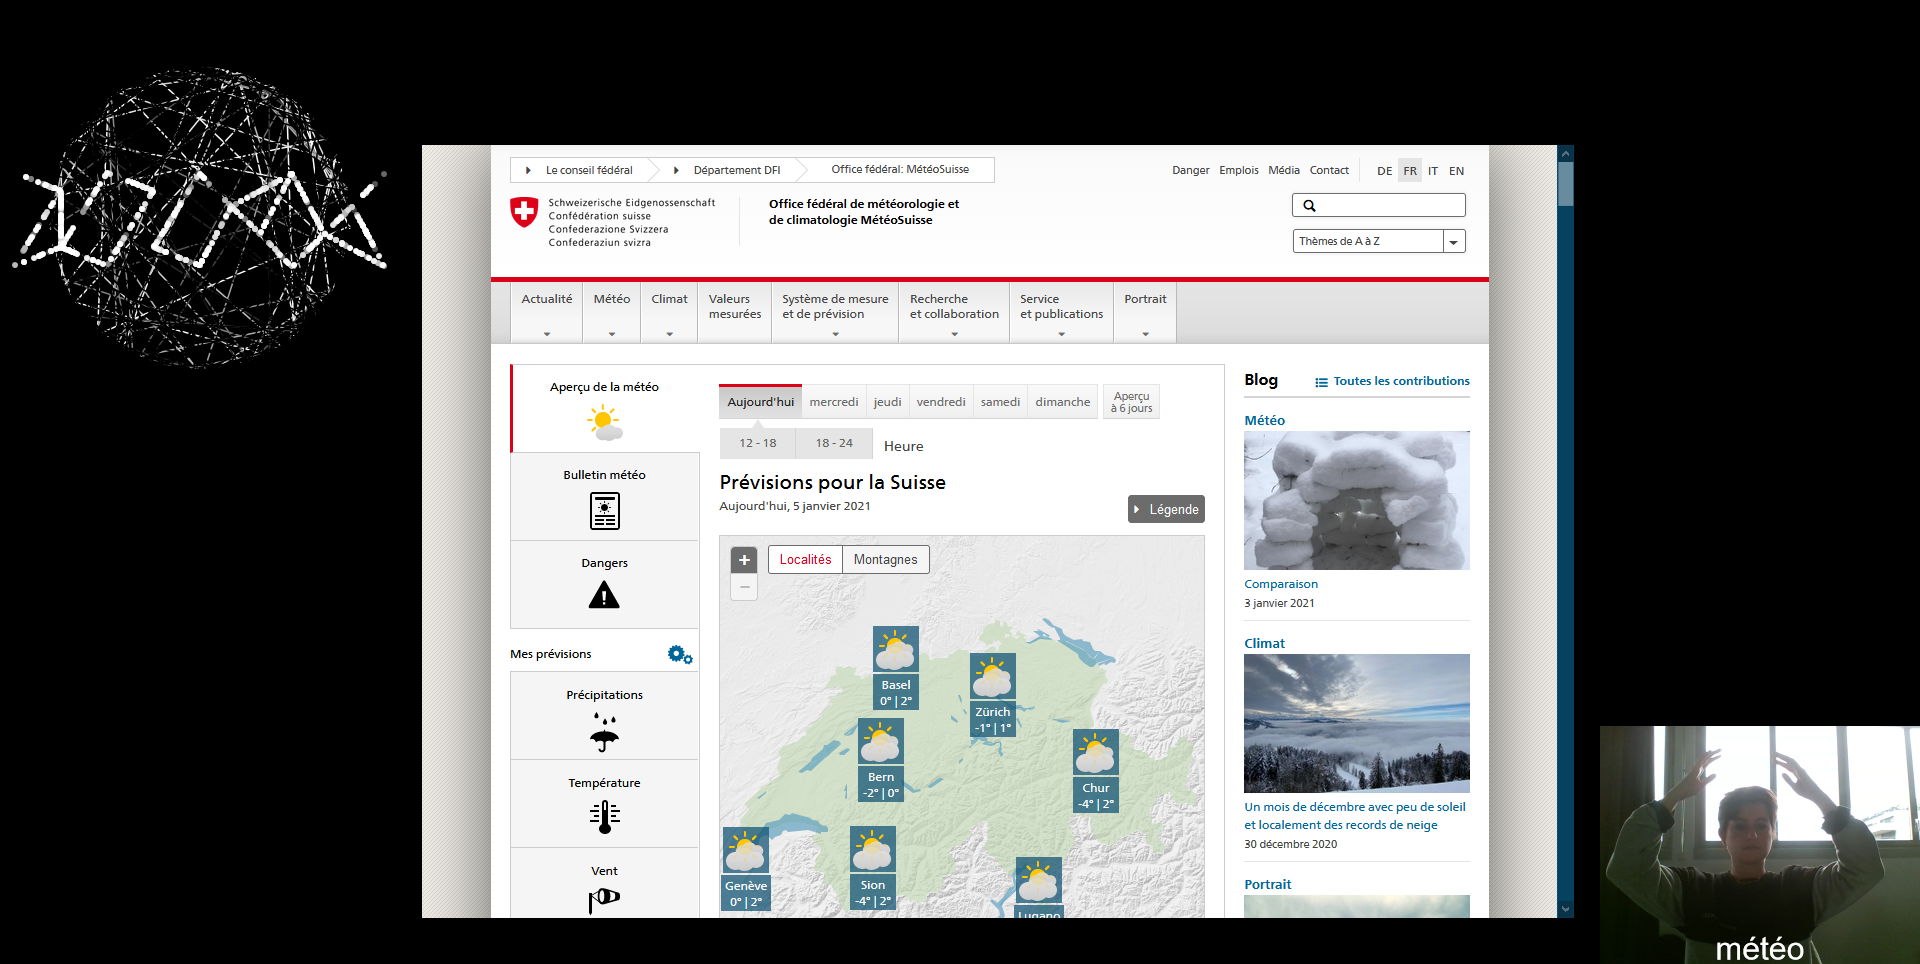 Le conseil fédéral
Département DFI
Office fédéral: MétéoSuisse
Danger Emplois Média Contact
DE FR IT EN
Schweizerische Eidgenossenschaft
Confédération suisse
Confederazione Svizzera
Confederaziun svizra
Office fédéral de météorologie et
de climatologie MétéoSuisse
Thèmes de A à Z
Actualité
Météo
Climat
Valeurs
mesurées
Système de mesure
et de prévision
Recherche
et collaboration
Service
et publications
Portrait
Aperçu de la météo
Bulletin météo
Dangers
Mes prévisions
Précipitations
Température
Vent
Aujourd'hui mercredi jeudi vendredi samedi dimanche
Aperçu
à 6 jours
12 - 18 18 - 24 Heure
Prévisions pour la Suisse
Aujourd'hui, 5 janvier 2021
Légende
+
−
Localités Montagnes
Basel
0° | 2°
Zürich
-1° | 1°
Bern
-2° | 0°
Chur
-4° | 2°
Genève
0° | 2°
Sion
-4° | 2°
Lugano
Blog
Toutes les contributions
Météo
Comparaison
3 janvier 2021
Climat
Un mois de décembre avec peu de soleil
et localement des records de neige
30 décembre 2020
Portrait
météo